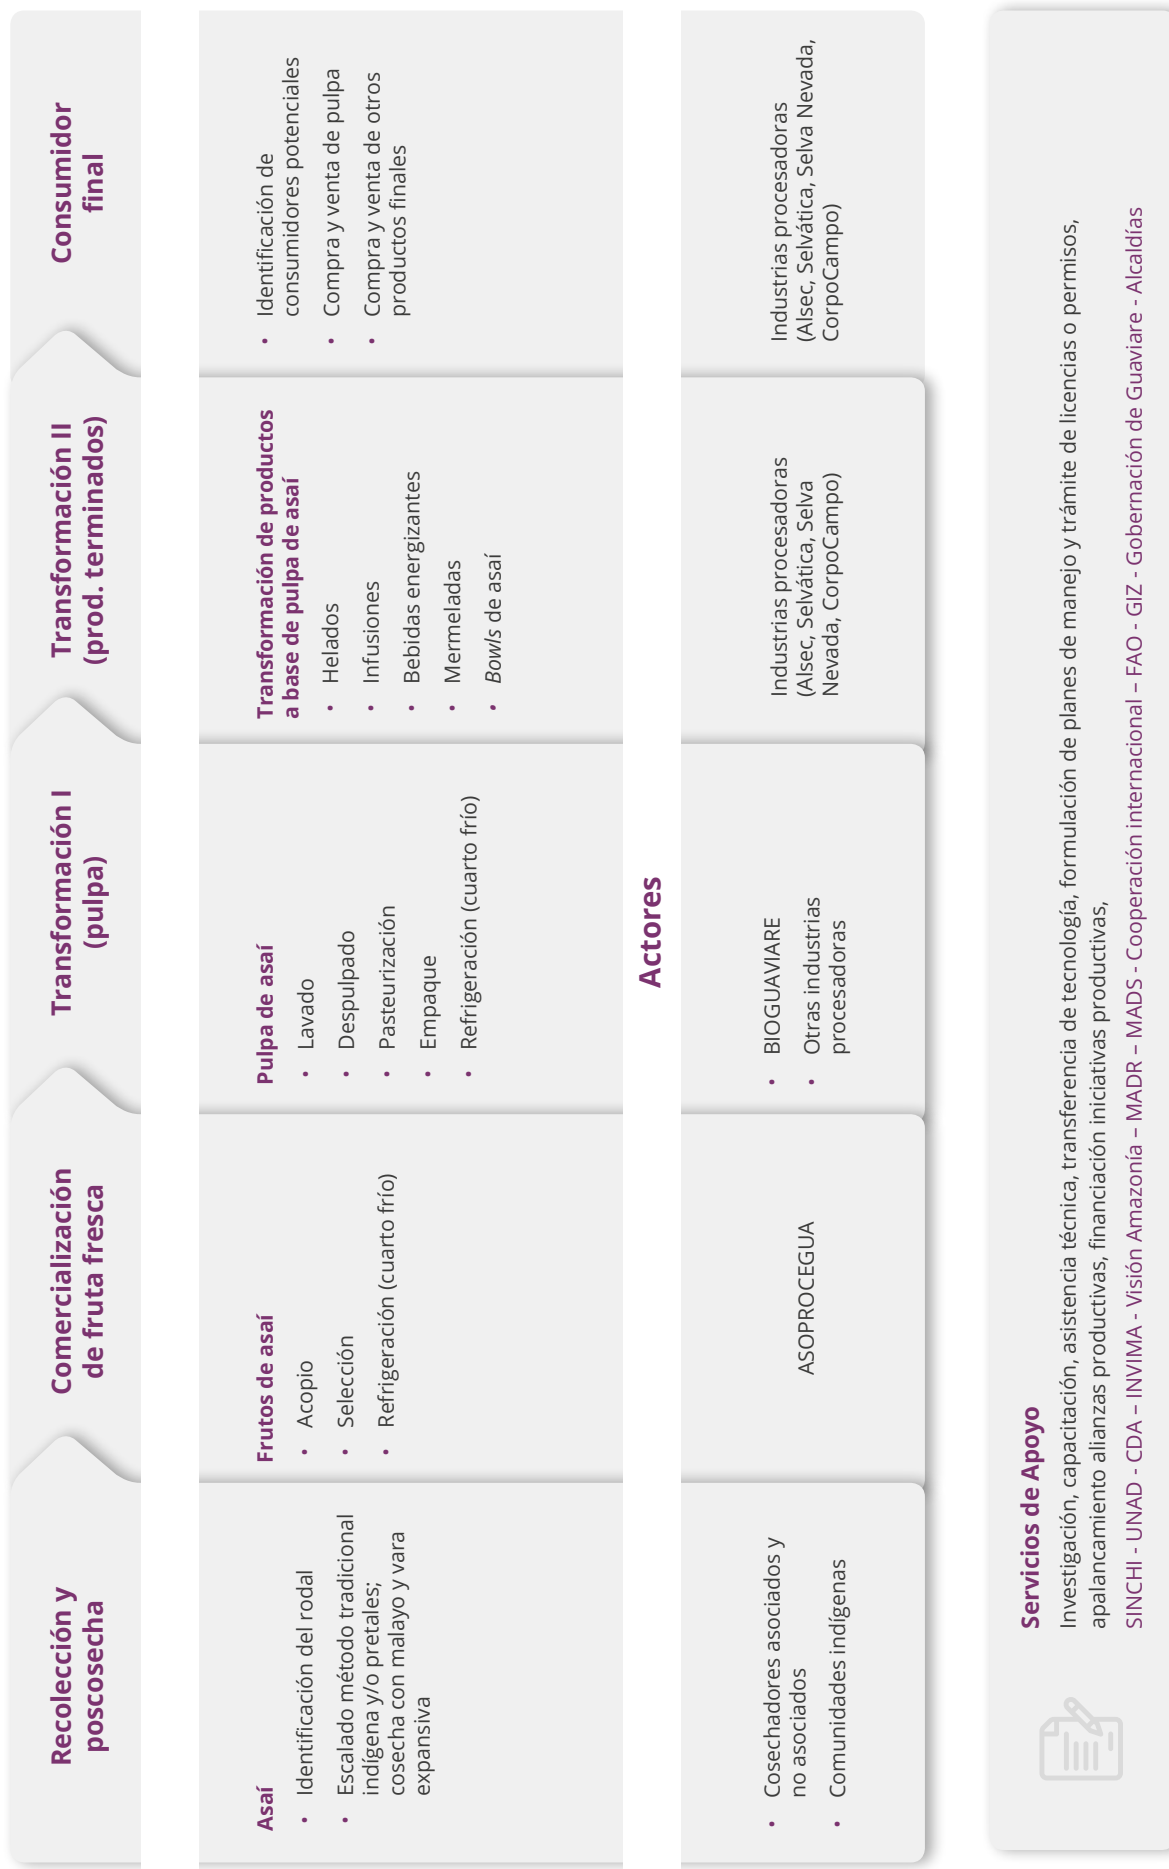 Recolección y
poscosecha
Comercialización
de fruta fresca
Transformación I
(pulpa)
Transformación II
(prod. terminados)
Consumidor
final
Asaí
• Identificación del rodal
• Escalado método tradicional
indígena y/o pretales;
cosecha con malayo y vara
expansiva
Frutos de asaí
• Acopio
• Selección
• Refrigeración (cuarto frío)
Pulpa de asaí
• Lavado
• Despulpado
• Pasteurización
• Empaque
• Refrigeración (cuarto frío)
Transformación de productos
a base de pulpa de asaí
• Helados
• Infusiones
• Bebidas energizantes
• Mermeladas
• Bowls de asaí
• Identificación de
consumidores potenciales
• Compra y venta de pulpa
• Compra y venta de otros
productos finales
Actores
• Cosechadores asociados y
no asociados
• Comunidades indígenas
ASOPROCEGUA
• BIOGUAVIARE
• Otras industrias
procesadoras
Industrias procesadoras
(Alsec, Selvática, Selva
Nevada, CorpoCampo)
Industrias procesadoras
(Alsec, Selvática, Selva Nevada,
CorpoCampo)
Servicios de Apoyo
Investigación, capacitación, asistencia técnica, transferencia de tecnología, formulación de planes de manejo y trámite de licencias o permisos,
apalancamiento alianzas productivas, financiación iniciativas productivas,
SINCHI - UNAD - CDA – INVIMA - Visión Amazonía – MADR – MADS - Cooperación internacional – FAO - GIZ - Gobernación de Guaviare - Alcaldías